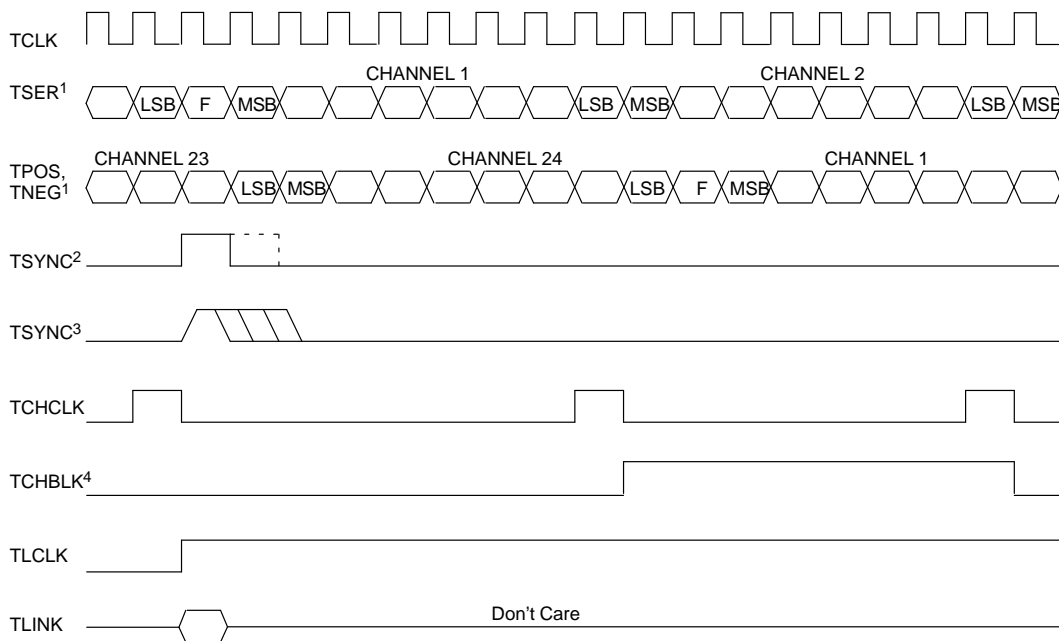 TCLK
CHANNEL 1 CHANNEL 2
TSER¹ LSB F MSB LSB MSB LSB MSB
CHANNEL 23 CHANNEL 24 CHANNEL 1
TPOS,
TNEG¹ LSB MSB LSB F MSB
TSYNC²
TSYNC³
TCHCLK
TCHBLK⁴
TLCLK
Don't Care
TLINK